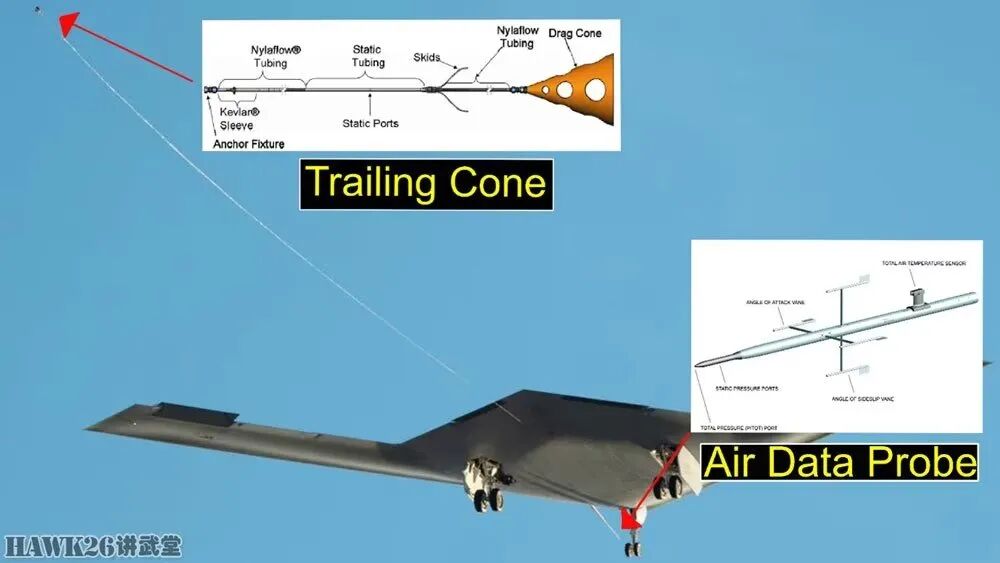 Nylaflow®
Tubing
Static
Tubing
Skids
Nylaflow
Tubing
Drag Cone
Kevlar®
Sleeve
Static Ports
Anchor Fixture
Trailing Cone
TOTAL AIR TEMPERATURE SENSOR
ANGLE OF ATTACK VANE
STATIC PRESSURE PORTS
ANGLE OF SIDESLIP VANE
TOTAL PRESSURE (PITOT) PORT
Air Data Probe
HAWK26讲武堂